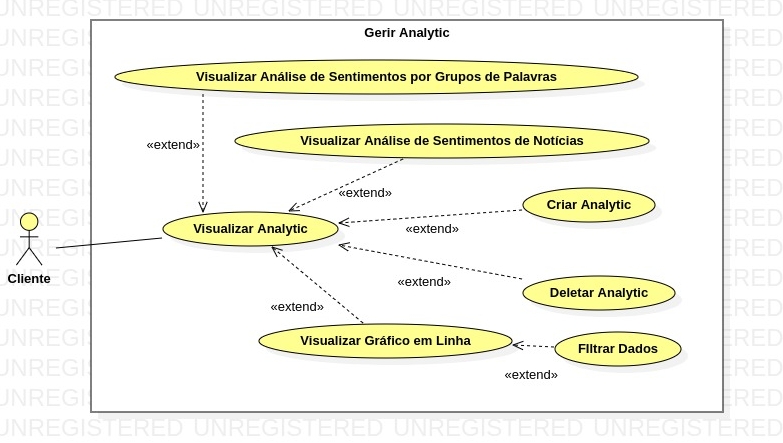 UNREGISTERED UNREGISTERED UNREGISTERED UNREGISTERED
Gerir Analytic
Visualizar Análise de Sentimentos por Grupos de Palavras
«extend»
Visualizar Análise de Sentimentos de Notícias
«extend»
Criar Analytic
Visualizar Analytic
«extend»
Cliente
«extend»
Deletar Analytic
«extend»
Visualizar Gráfico em Linha
FIltrar Dados
«extend»
UNREGISTERED UNREGISTERED UNREGISTERED UNREGISTERED